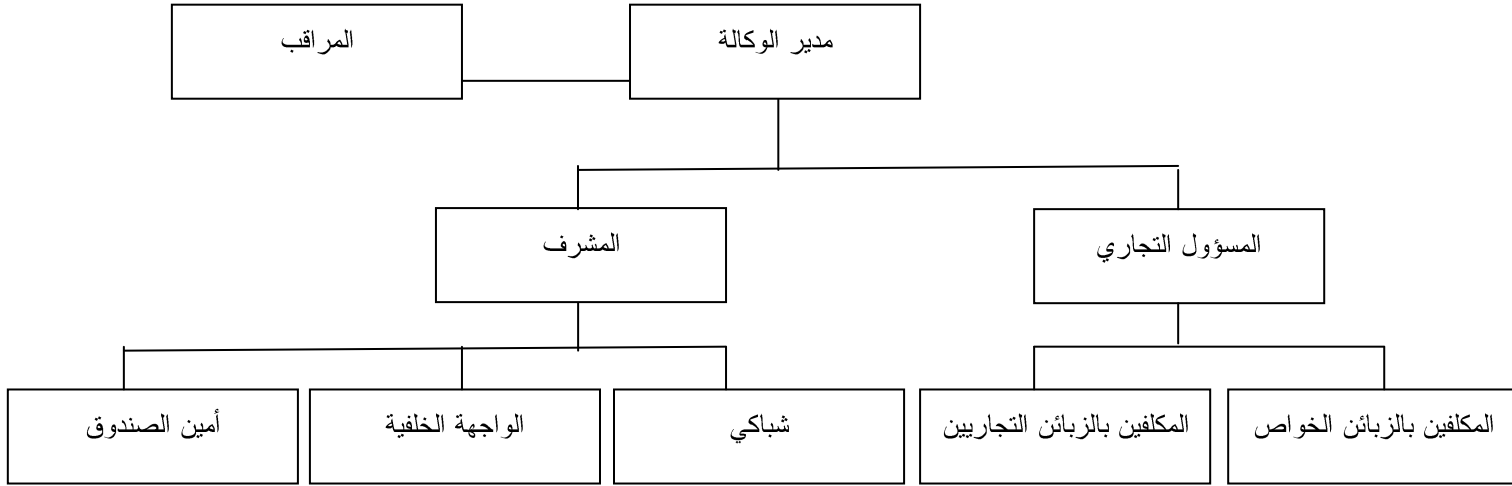 مدير الوكالة
المراقب
المسؤول التجاري
المشرف
المكلفين بالزبائن الخواص
المكلفين بالزبائن التجاريين
شباكي
الواجهة الخلفية
أمين الصندوق